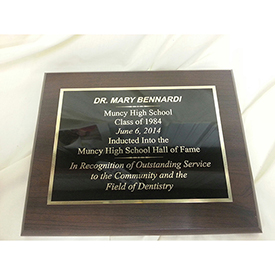 DR. MARY BENNARDI
Muncy High School
Class of 1984
June 6, 2014
Inducted Into the
Muncy High School Hall of Fame
In Recognition of Outstanding Service
to the Community and the
Field of Dentistry